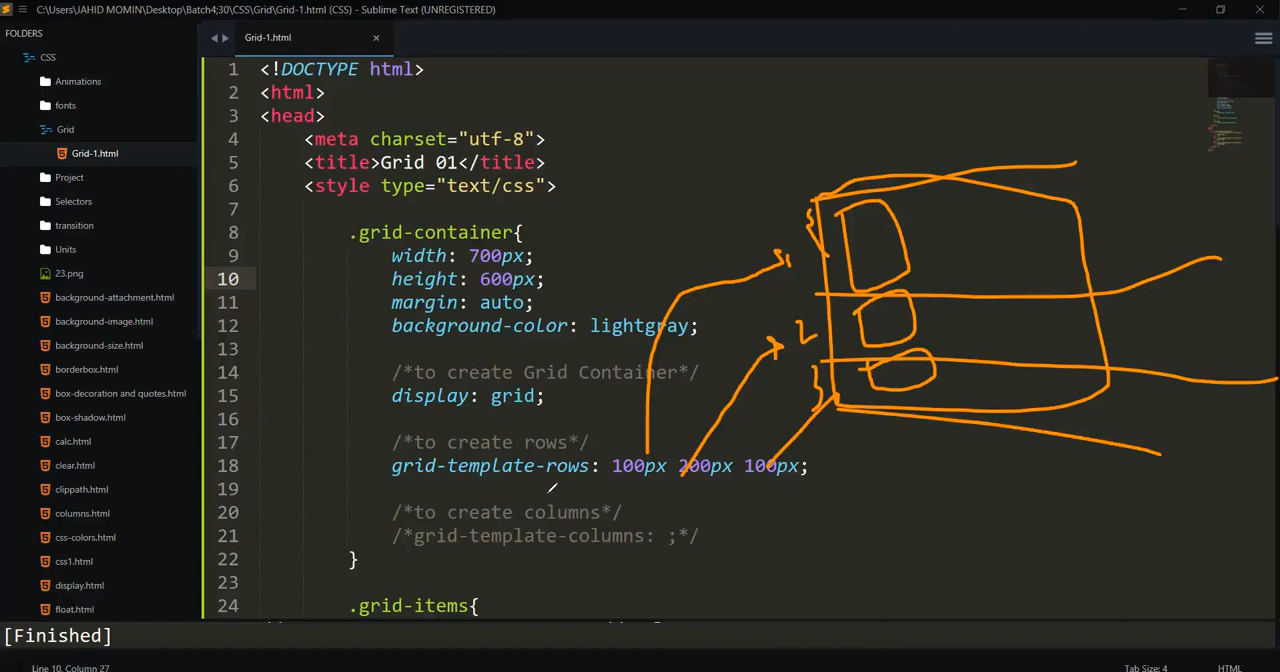 C:\Users\JAHID MOMIN\Desktop\Batch4;30\CSS\Grid\Grid-1.html (CSS) - Sublime Text (UNREGISTERED)
FOLDERS
CSS
Animations
fonts
Grid
Grid-1.html
Project
Selectors
transition
Units
23.png
background-attachment.html
background-image.html
background-size.html
borderbox.html
box-decoration and quotes.html
box-shadow.html
calc.html
clear.html
clippath.html
columns.html
css-colors.html
css1.html
display.html
float.html
Grid-1.html
1 <!DOCTYPE html>
2 <html>
3 <head>
4 <meta charset="utf-8">
5 <title>Grid 01</title>
6 <style type="text/css">
7
8 .grid-container{
9 width: 700px;
10 height: 600px;
11 margin: auto;
12 background-color: lightgray;
13
14 /*to create Grid Container*/
15 display: grid;
16
17 /*to create rows*/
18 grid-template-rows: 100px 200px 100px;
19
20 /*to create columns*/
21 /*grid-template-columns: ;*/
22 }
23
24 .grid-items{
[Finished]
Line 10, Column 27
Tab Size: 4
HTML